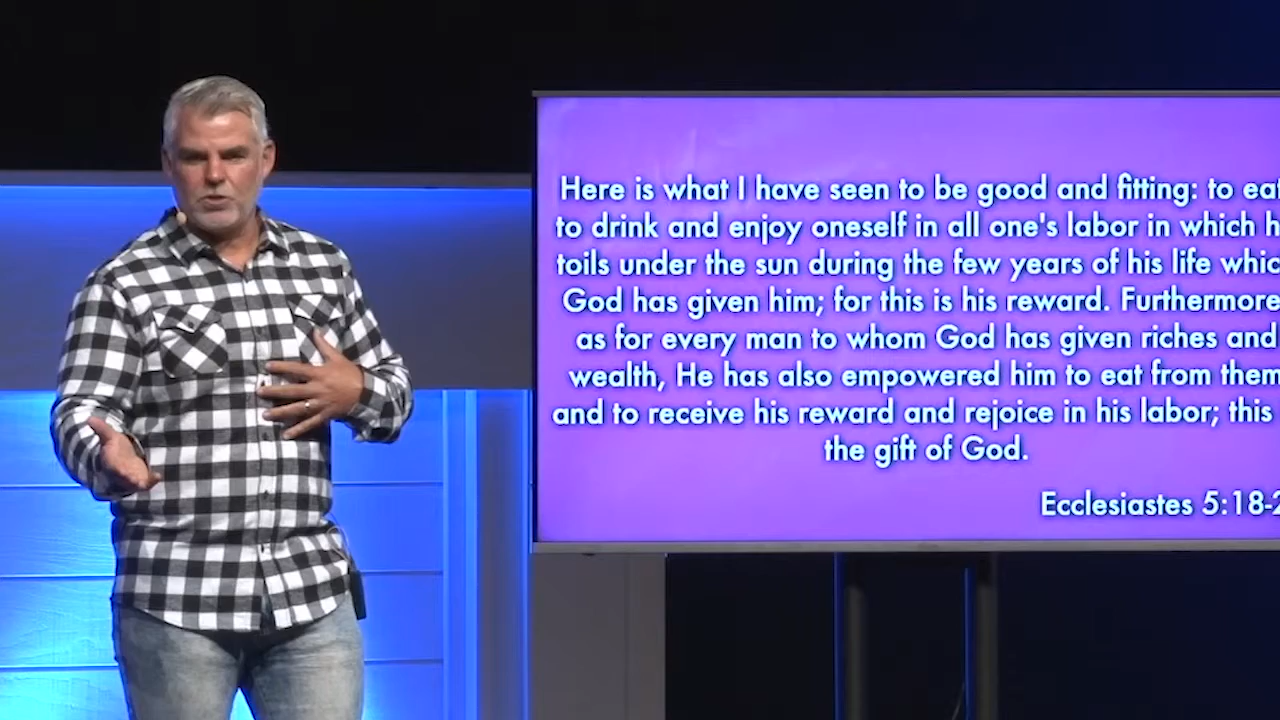 Here is what I have seen to be good and fitting: to eat
to drink and enjoy oneself in all one's labor in which h
toils under the sun during the few years of his life whic
God has given him; for this is his reward. Furthermore
as for every man to whom God has given riches and
wealth, He has also empowered him to eat from them
and to receive his reward and rejoice in his labor; this
the gift of God.
Ecclesiastes 5:18-2